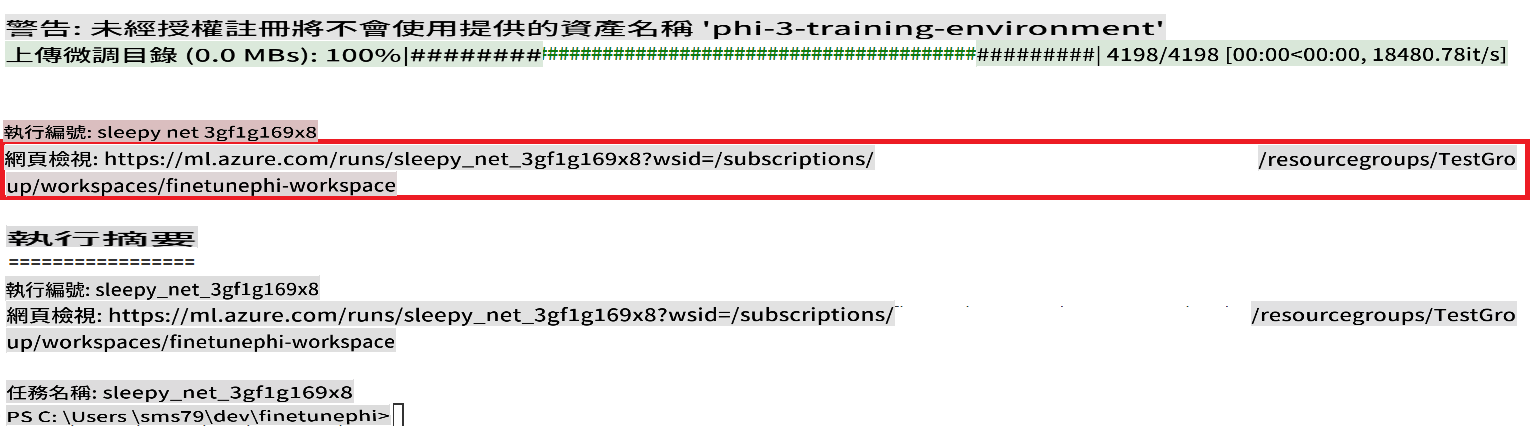 警告: 未經授權註冊將不會使用提供的資產名稱 'phi-3-training-environment'
上傳微調目錄 (0.0 MBs): 100%|##############################################################| 4198/4198 [00:00<00:00, 18480.78it/s]
執行編號: sleepy net 3gf1g169x8
網頁檢視: https://ml.azure.com/runs/sleepy_net_3gf1g169x8?wsid=/subscriptions/ /resourcegroups/TestGro
up/workspaces/finetunephi-workspace
執行摘要
=================
執行編號: sleepy_net_3gf1g169x8
網頁檢視: https://ml.azure.com/runs/sleepy_net_3gf1g169x8?wsid=/subscriptions/ /resourcegroups/TestGro
up/workspaces/finetunephi-workspace
任務名稱: sleepy_net_3gf1g169x8
PS C: \Users \sms79\dev\finetunephi>